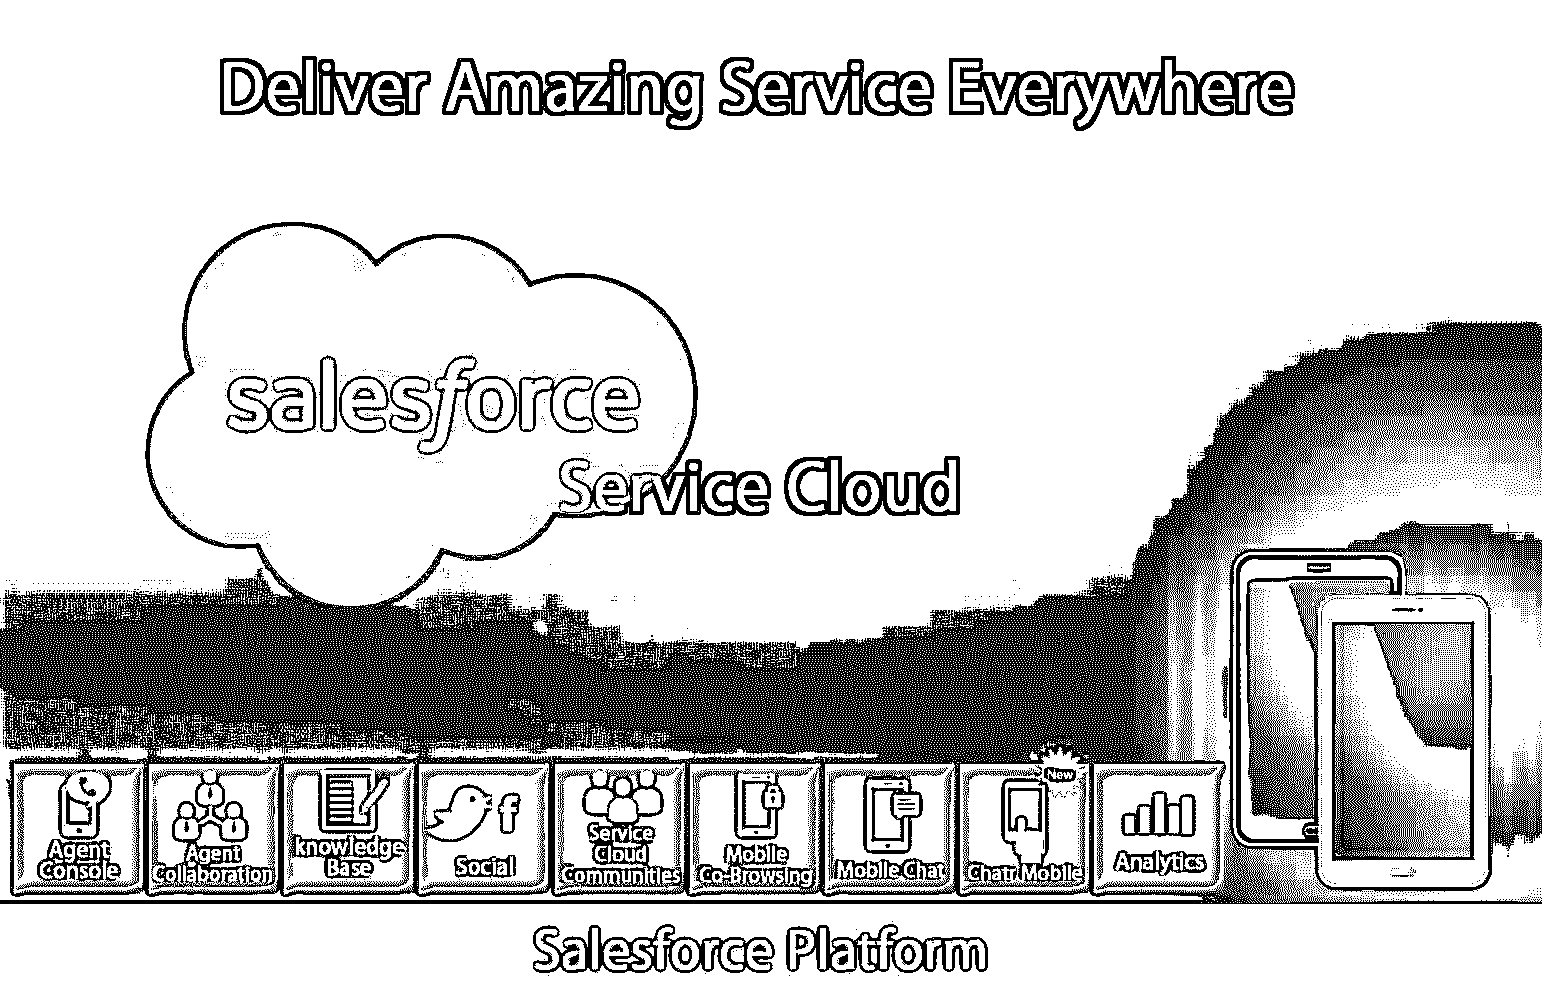 Deliver Amazing Service Everywhere
salesforce
Service Cloud
Agent
Console
Agent
Collaboration
knowledge
Base
f
Social
Service
Cloud
Communities
Mobile
Co-Browsing
Mobile Chat
New
Chatr Mobile
Analytics
Salesforce Platform